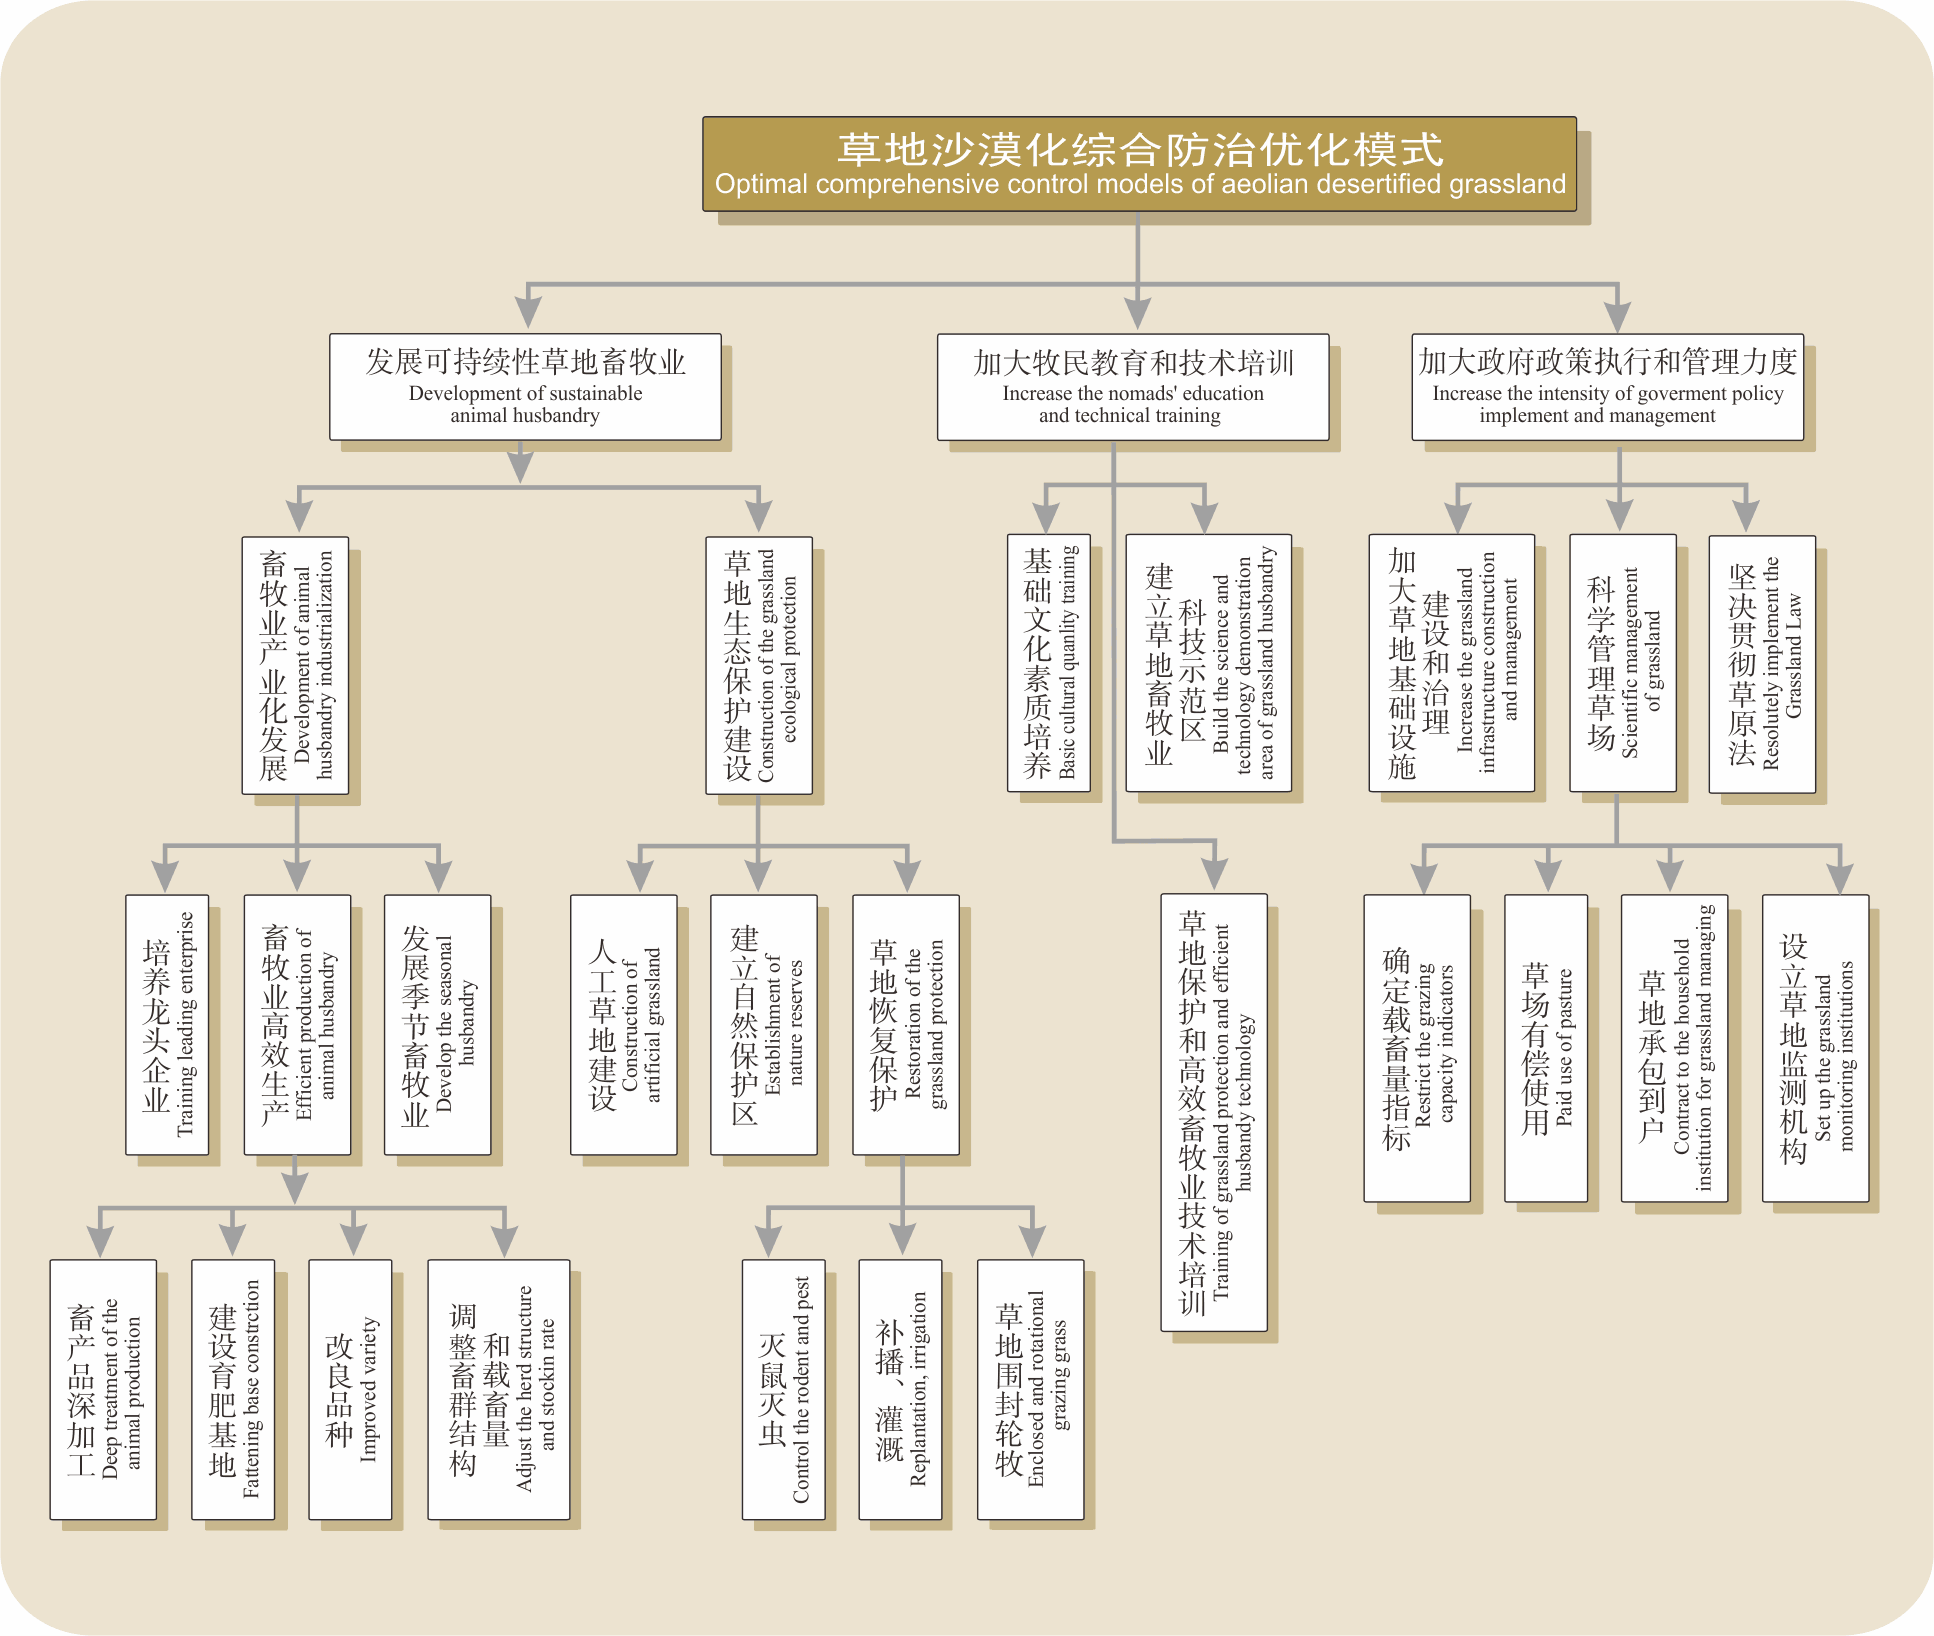 草地沙漠化综合防治优化模式
Optimal comprehensive control models of aeolian desertified grassland
发展可持续性草地畜牧业
Development of sustainable
animal husbandry
加大牧民教育和技术培训
Increase the nomads' education
and technical training
加大政府政策执行和管理力度
Increase the intensity of goverment policy
implement and management
畜牧业产业化发展
Development of animal
husbandry industrialization
草地生态保护建设
Construction of the grassland
ecological protection
基础文化素质培养
Basic cultural quanlity training
建立草地畜牧业
科技示范区
Build the science and
technology demonstration
area of grassland husbandry
加大草地基础设施
建设和治理
Increase the grassland
infrastructure construction
and management
科学管理草场
Scientific management
of grassland
坚决贯彻草原法
Resolutely implement the
Grassland Law
培养龙头企业
Training leading enterprise
畜牧业高效生产
Efficient production of
animal husbandry
发展季节畜牧业
Develop the seasonal
husbandry
人工草地建设
Construction of
artificial grassland
建立自然保护区
Establishment of
nature reserves
草地恢复保护
Restoration of the
grassland protection
草地保护和高效畜牧业技术培训
Training of grassland protection and efficient
husbandy technology
确定载畜量指标
Restrict the grazing
capacity indicators
草场有偿使用
Paid use of pasture
草地承包到户
Contract to the household
institution for grassland managing
设立草地监测机构
Set up the grassland
monitoring institutions
畜产品深加工
Deep treatment of the
animal production
建设育肥基地
Fattening base constrction
改良品种
Improved variety
调整畜群结构
和载畜量
Adjust the herd structure
and stockin rate
灭鼠灭虫
Control the rodent and pest
补播、灌溉
Replantation, irrigation
草地围封轮牧
Enclosed and rotational
grazing grass